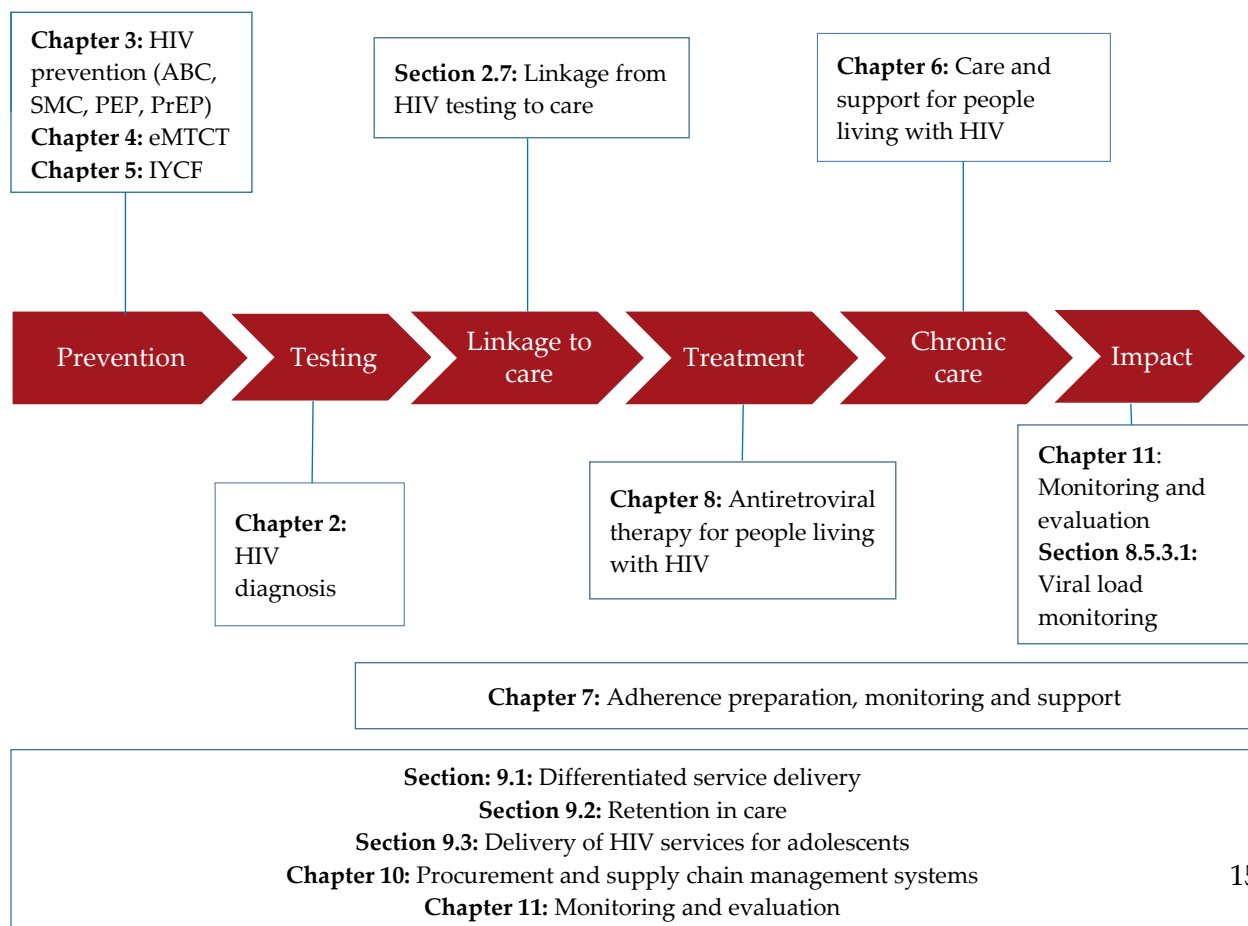 Chapter 3: HIV
prevention (ABC,
SMC, PEP, PrEP)
Chapter 4: eMTCT
Chapter 5: IYCF
Section 2.7: Linkage from
HIV testing to care
Chapter 6: Care and
support for people
living with HIV
Prevention
Testing
Linkage to
care
Treatment
Chronic
care
Impact
Chapter 2:
HIV
diagnosis
Chapter 8: Antiretroviral
therapy for people living
with HIV
Chapter 11:
Monitoring and
evaluation
Section 8.5.3.1:
Viral load
monitoring
Chapter 7: Adherence preparation, monitoring and support
Section: 9.1: Differentiated service delivery
Section 9.2: Retention in care
Section 9.3: Delivery of HIV services for adolescents
Chapter 10: Procurement and supply chain management systems
15
Chapter 11: Monitoring and evaluation